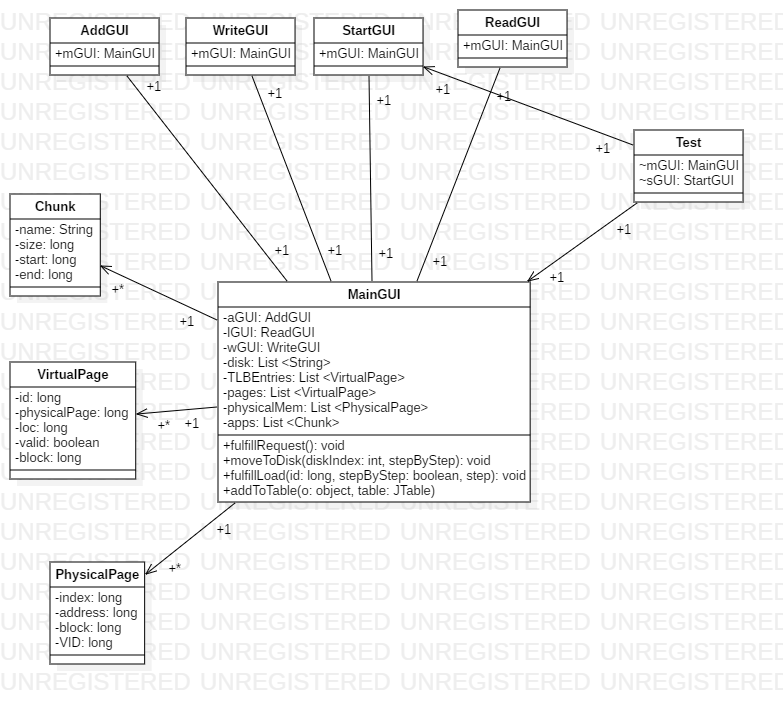 AddGUI
+mGUI: MainGUI
WriteGUI
+mGUI: MainGUI
StartGUI
+mGUI: MainGUI
ReadGUI
+mGUI: MainGUI
+1
+1
+1
+1
+1
+1
Test
~mGUI: MainGUI
~sGUI: StartGUI
+1
+1
Chunk
-name: String
-size: long
-start: long
-end: long
+*
+1
+1
+1
+1
+1
MainGUI
-aGUI: AddGUI
-lGUI: ReadGUI
-wGUI: WriteGUI
-disk: List <String>
-TLBEntries: List <VirtualPage>
-pages: List <VirtualPage>
-physicalMem: List <PhysicalPage>
-apps: List <Chunk>
+fulfillRequest(): void
+moveToDisk(diskIndex: int, stepByStep): void
+fulfillLoad(id: long, stepByStep: boolean, step): void
+addToTable(o: object, table: JTable)
VirtualPage
-id: long
-physicalPage: long
-loc: long
-valid: boolean
-block: long
+*
+1
+1
+*
PhysicalPage
-index: long
-address: long
-block: long
-VID: long
UNREGISTERED